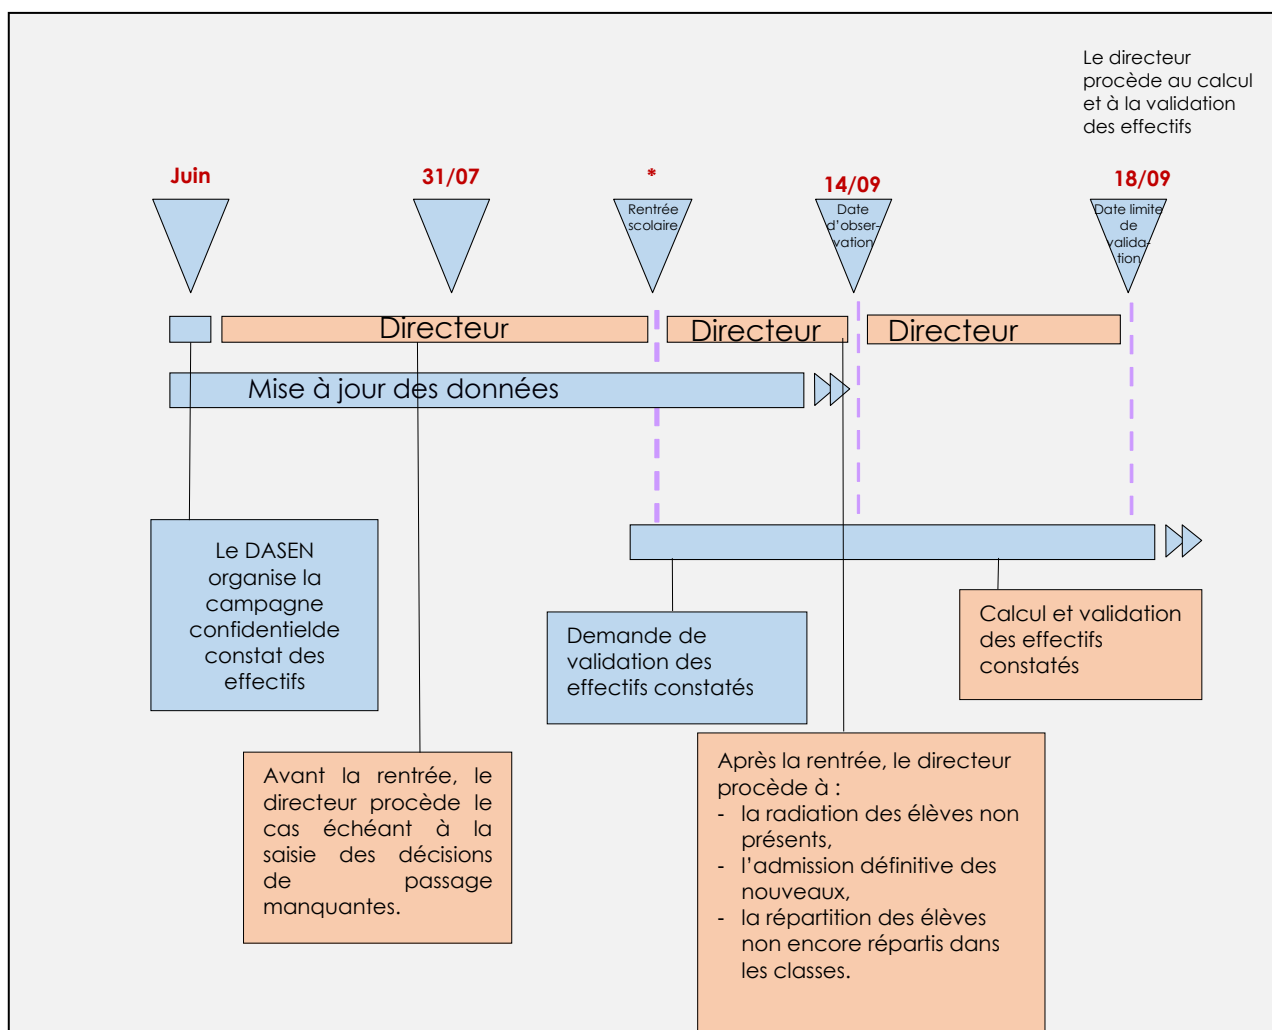 Le directeur
procède au calcul
et à la validation
des effectifs
Juin
31/07
*
14/09
18/09
Rentrée
scolaire
Date
d'obser-
vation
Date limite
de
valida-
tion
Directeur
Directeur
Directeur
Mise à jour des données
Le DASEN
organise la
campagne
confidentielde
constat des
effectifs
Demande de
validation des
effectifs constatés
Calcul et validation
des effectifs
constatés
Avant la rentrée, le
directeur procède le
cas échéant à la
saisie des décisions
de passage
manquantes.
Après la rentrée, le directeur
procède à :
- la radiation des élèves non
présents,
- l'admission définitive des
nouveaux,
- la répartition des élèves
non encore répartis dans
les classes.